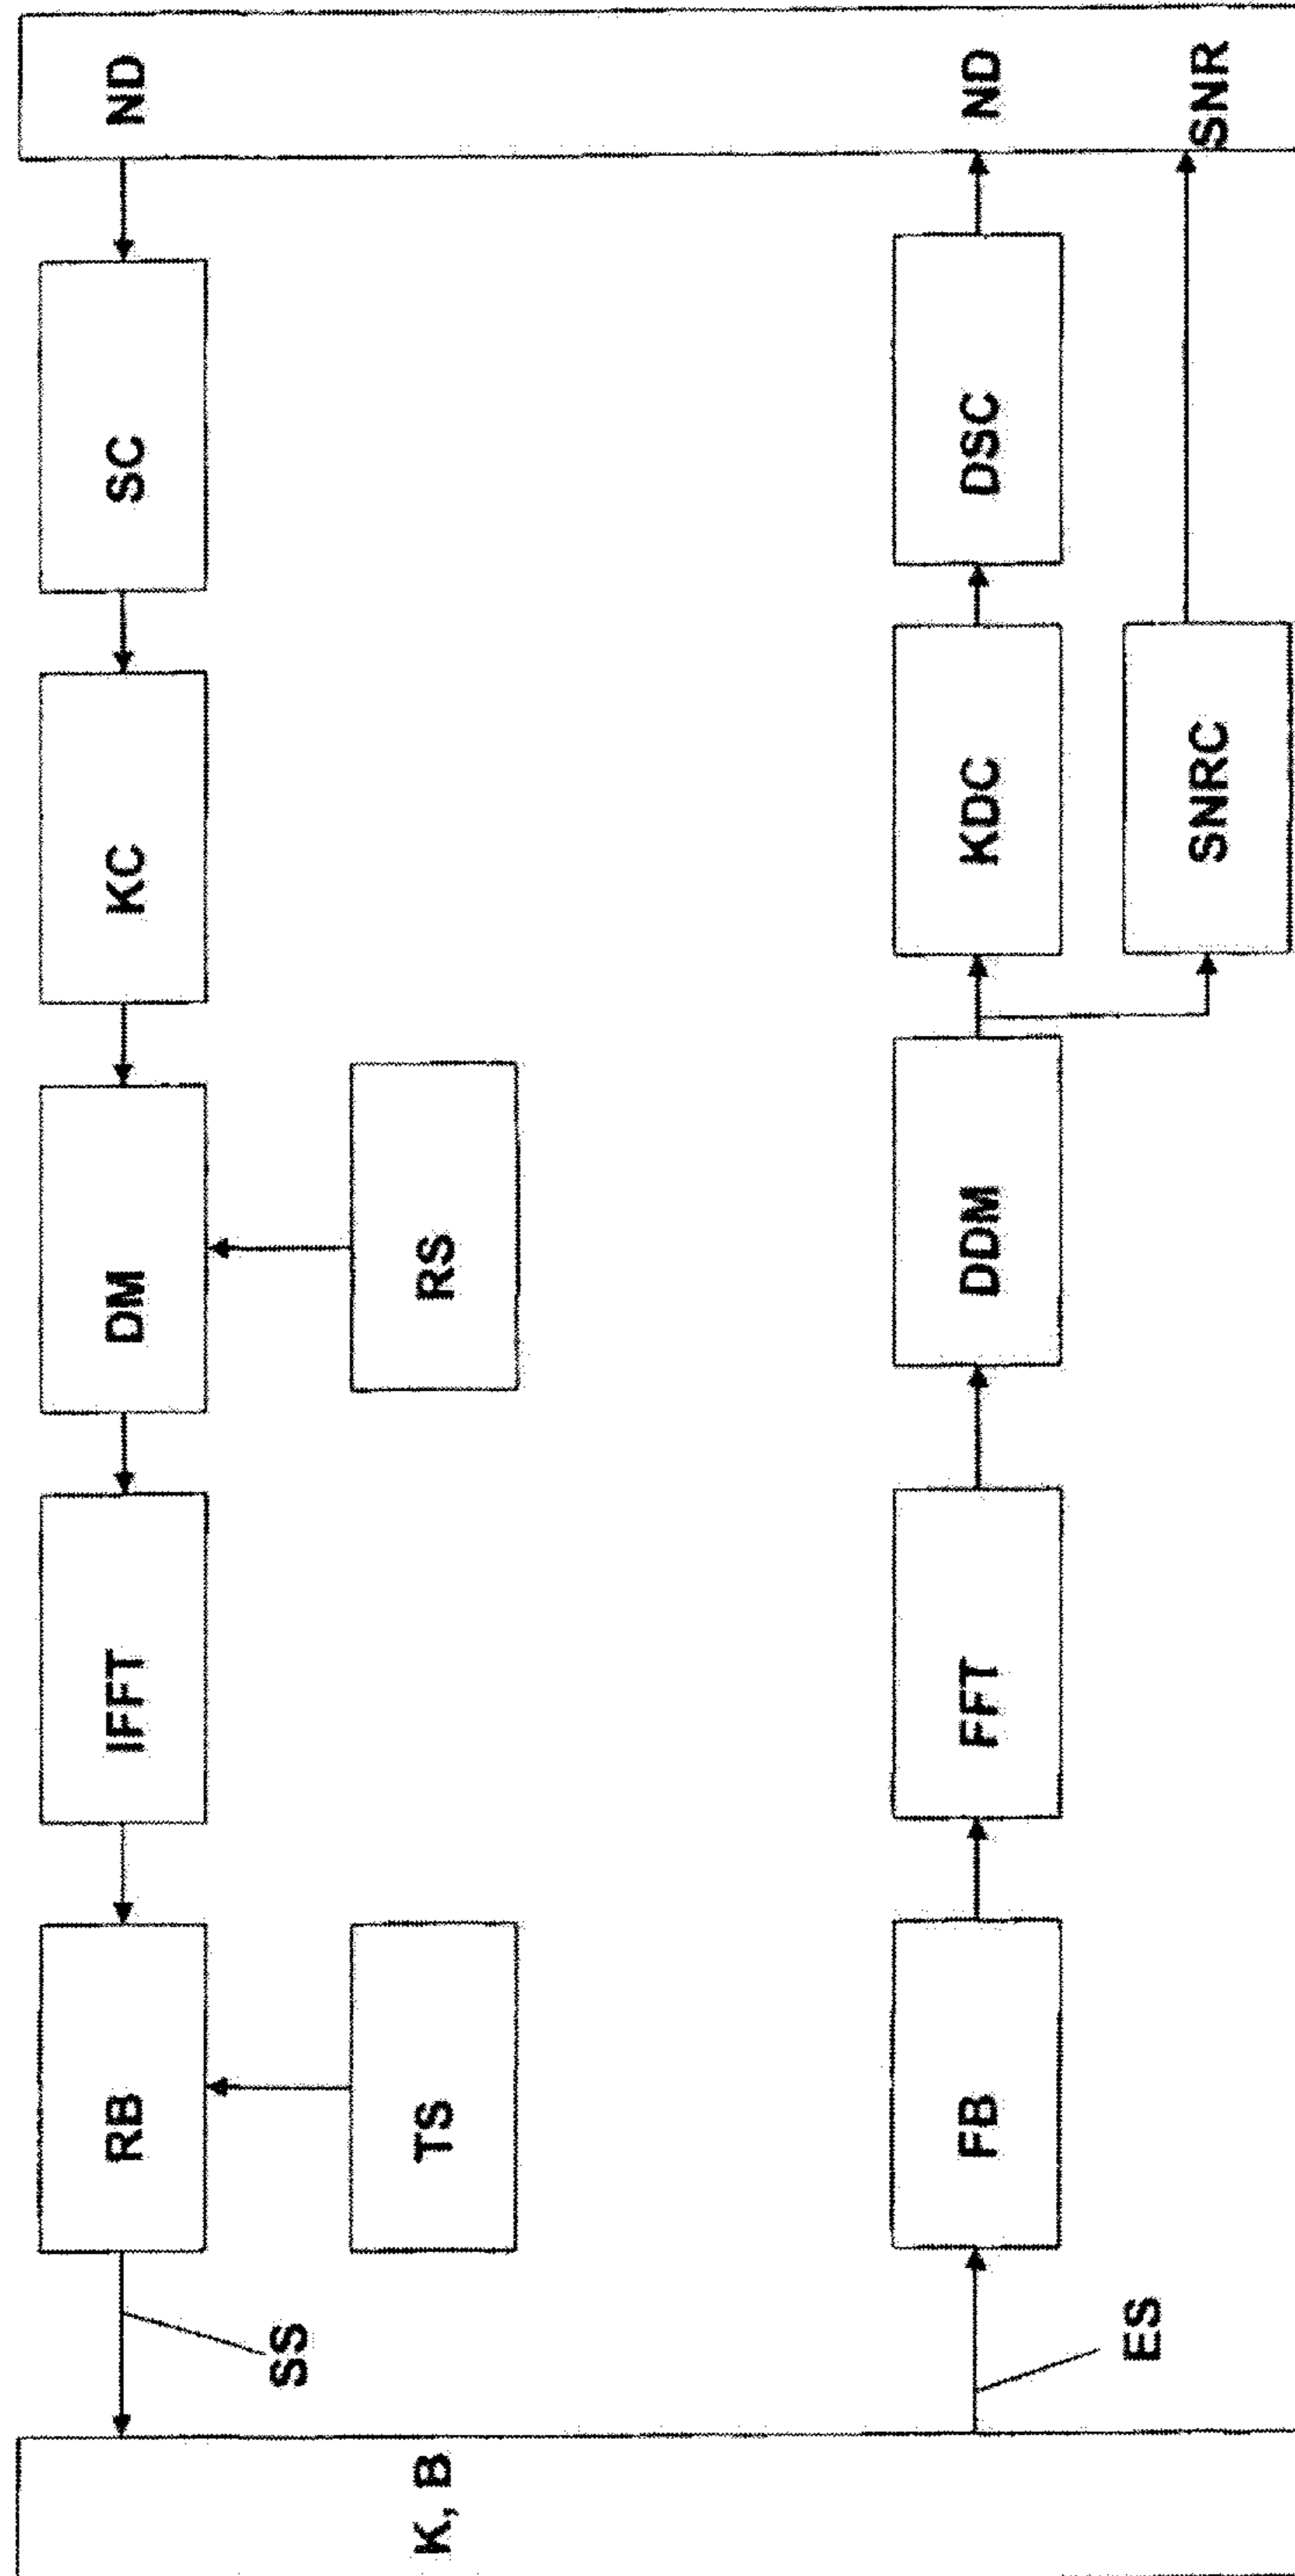 RB
IFFT
DM
KC
SC
ND
SS
K, B
TS
RS
FB
FFT
DDM
KDC
DSC
ND
ES
SNRC
SNR